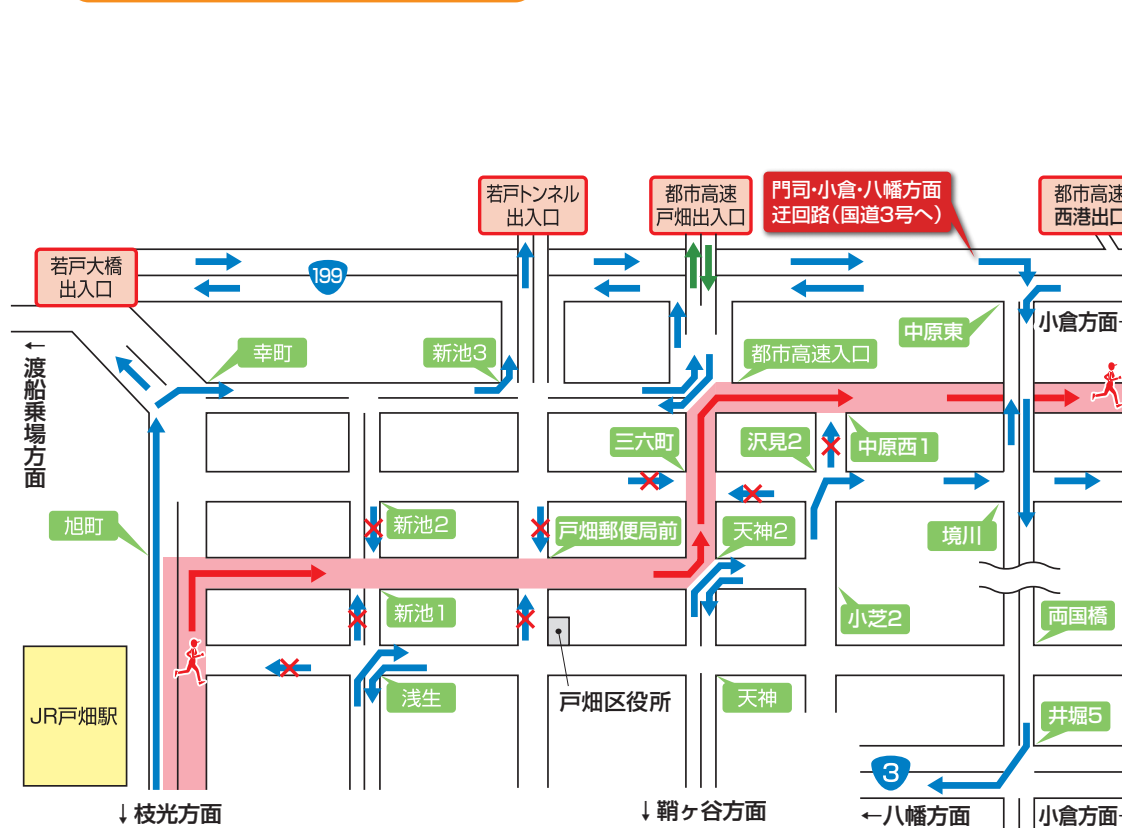 若戸トンネル
出入口
都市高速
戸畑出入口
門司・小倉・八幡方面
迂回路（国道3号へ）
都市高速
西港出口
若戸大橋
出入口
199
小倉方面
中原東
←渡船乗場方面
幸町
新池3
都市高速入口
三六町
沢見2
中原西1
旭町
新池2
戸畑郵便局前
天神2
境川
新池1
小芝2
両国橋
JR戸畑駅
浅生
戸畑区役所
天神
井堀5
3
↓枝光方面
↓鞘ヶ谷方面
←八幡方面
小倉方面